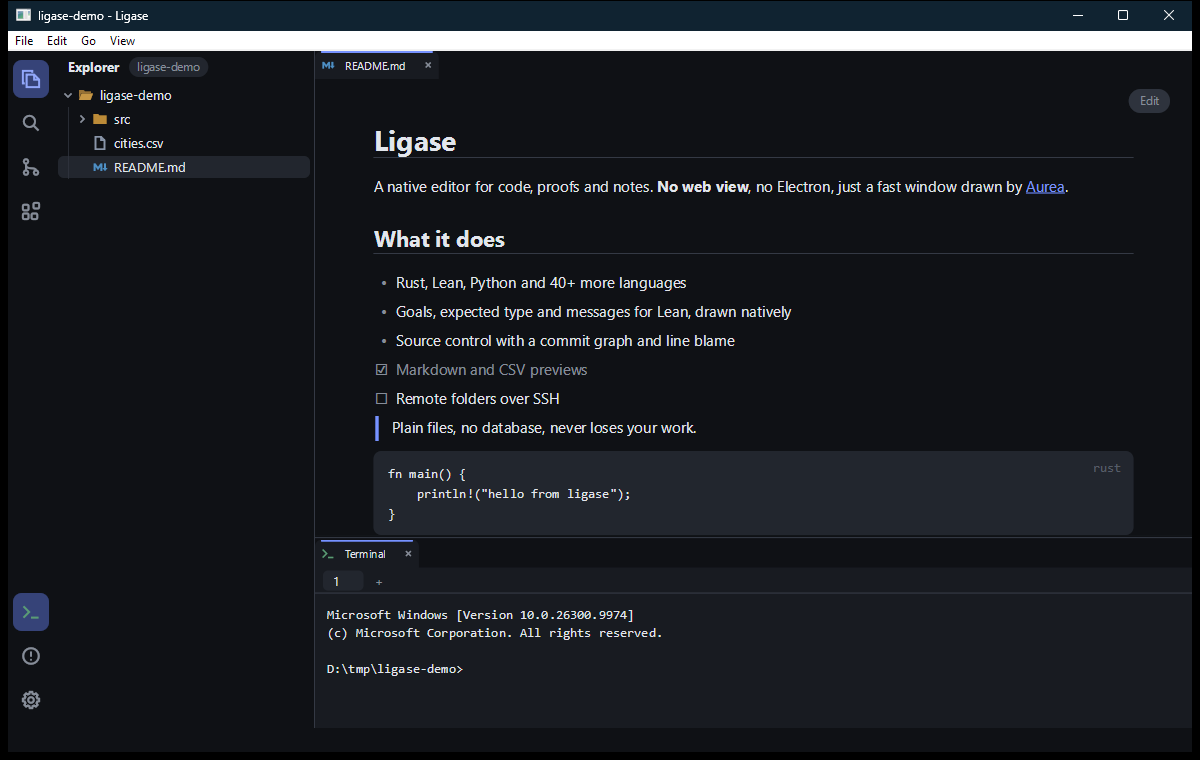 ligase-demo - Ligase
File Edit Go View
Explorer ligase-demo
ligase-demo
src
cities.csv
README.md
README.md ×
Edit
Ligase
A native editor for code, proofs and notes. No web view, no Electron, just a fast window drawn by Aurea.
What it does
• Rust, Lean, Python and 40+ more languages
• Goals, expected type and messages for Lean, drawn natively
• Source control with a commit graph and line blame
☑ Markdown and CSV previews
☐ Remote folders over SSH
Plain files, no database, never loses your work.
rust
fn main() {
    println!("hello from ligase");
}
Terminal ×
1 +
Microsoft Windows [Version 10.0.26300.9974]
(c) Microsoft Corporation. All rights reserved.
D:\tmp\ligase-demo>